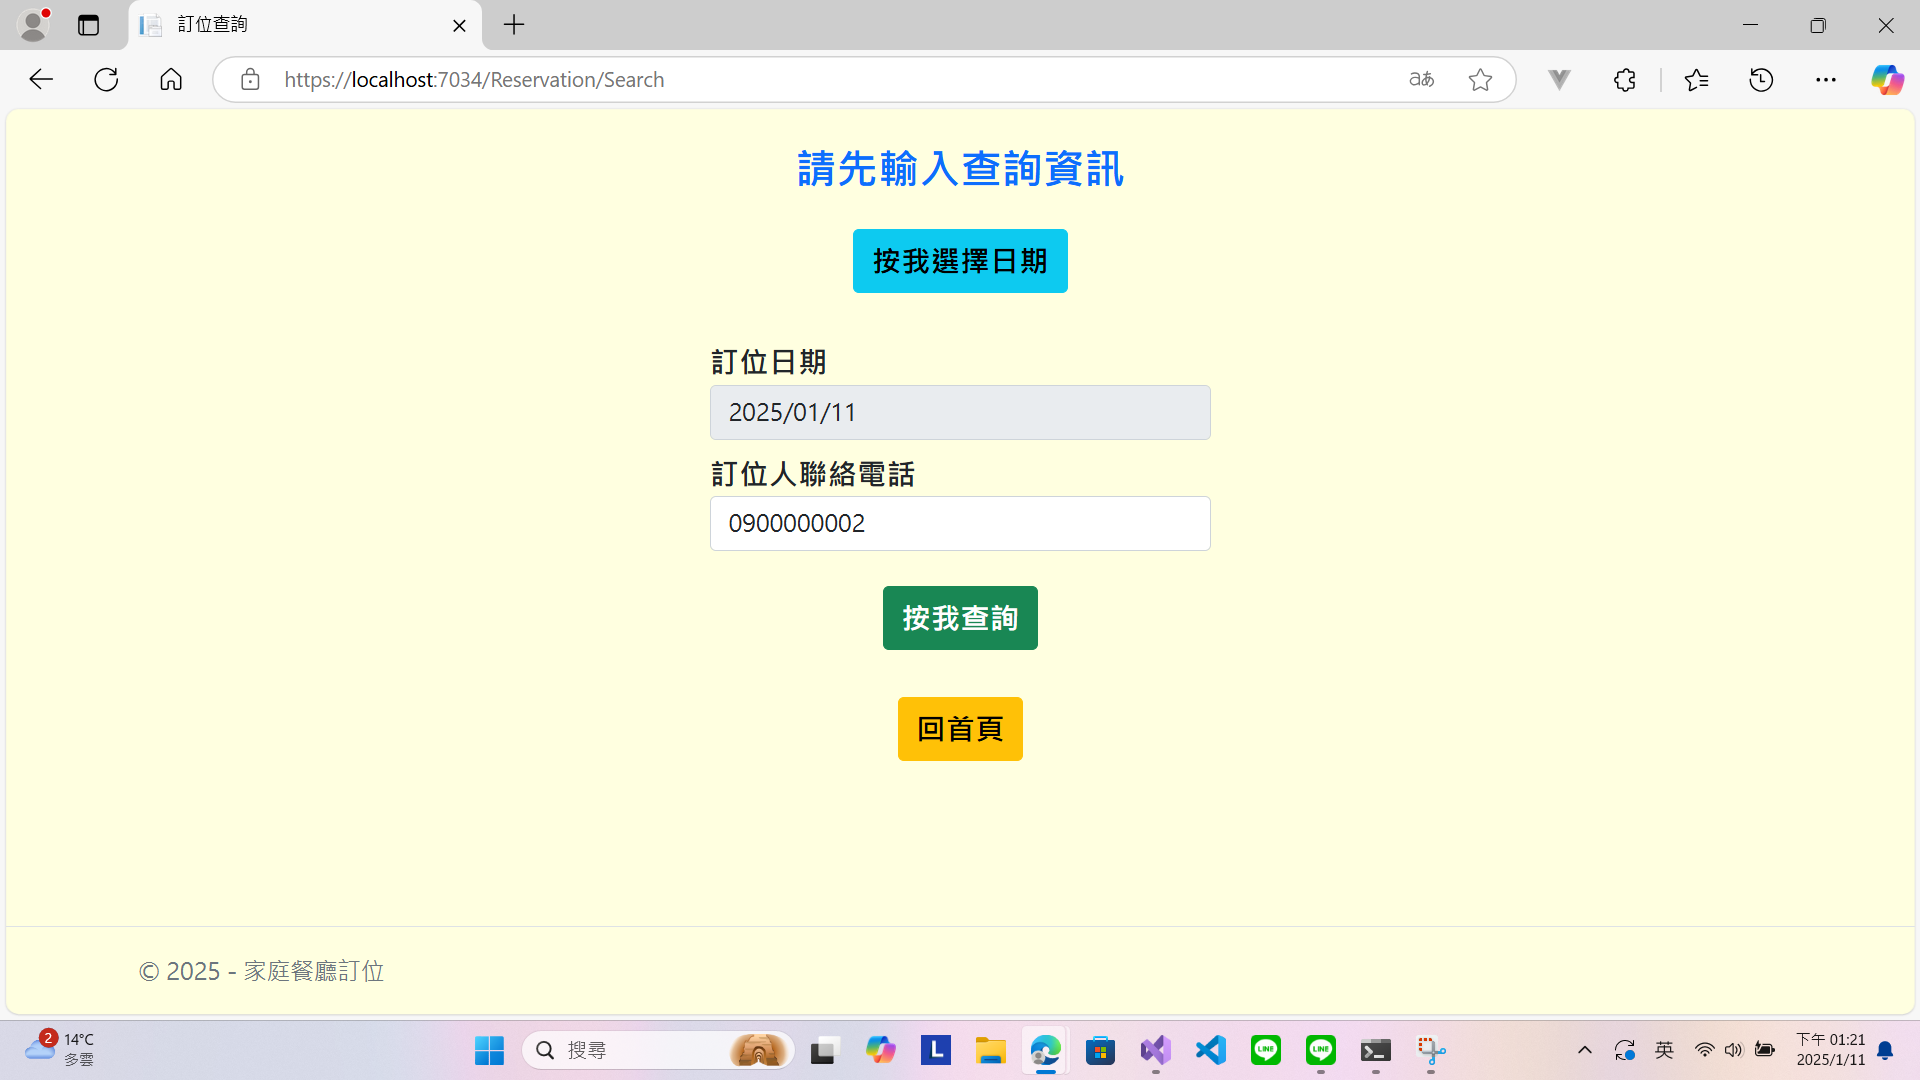 訂位查詢
https://localhost:7034/Reservation/Search
請先輸入查詢資訊
按我選擇日期
訂位日期
2025/01/11
訂位人聯絡電話
0900000002
按我查詢
回首頁
© 2025 - 家庭餐廳訂位
2
14°C
多雲
搜尋
L
LINE
LINE
英
下午 01:21
2025/1/11